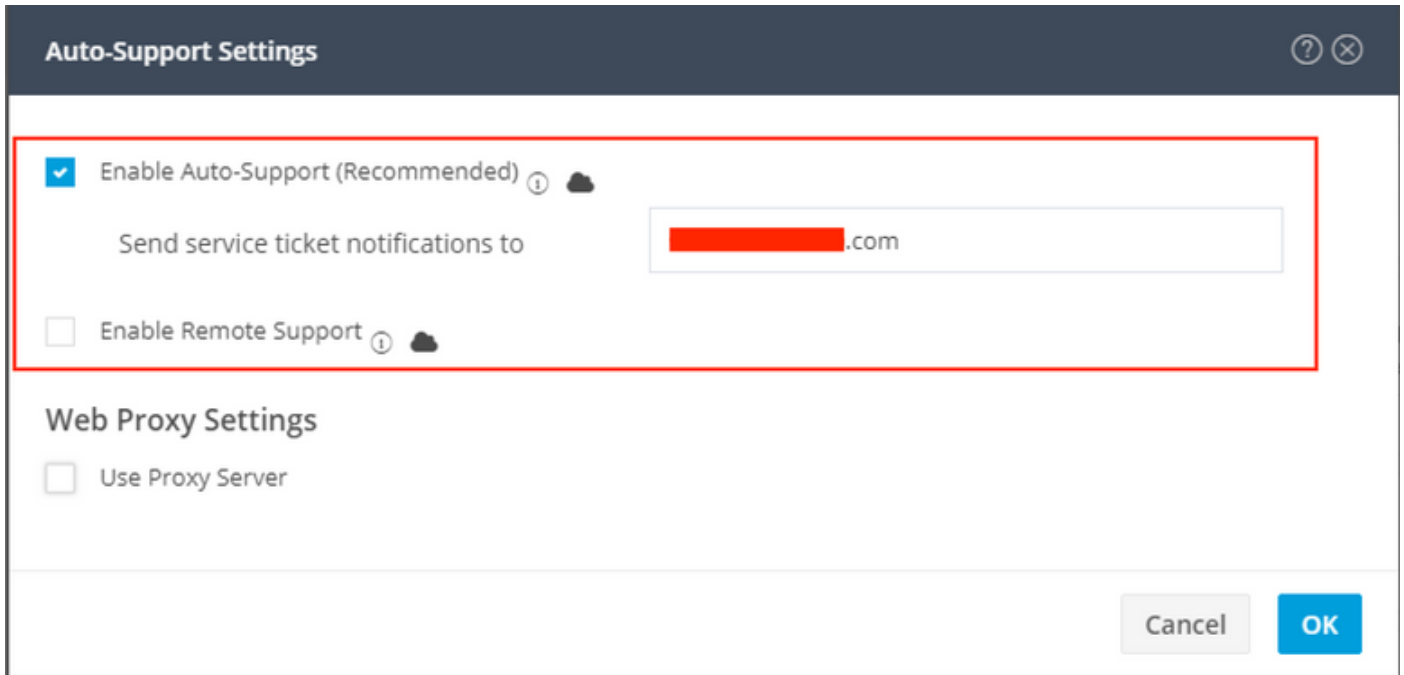 Auto-Support Settings
Enable Auto-Support (Recommended)
Send service ticket notifications to
.com
Enable Remote Support
Web Proxy Settings
Use Proxy Server
Cancel
OK